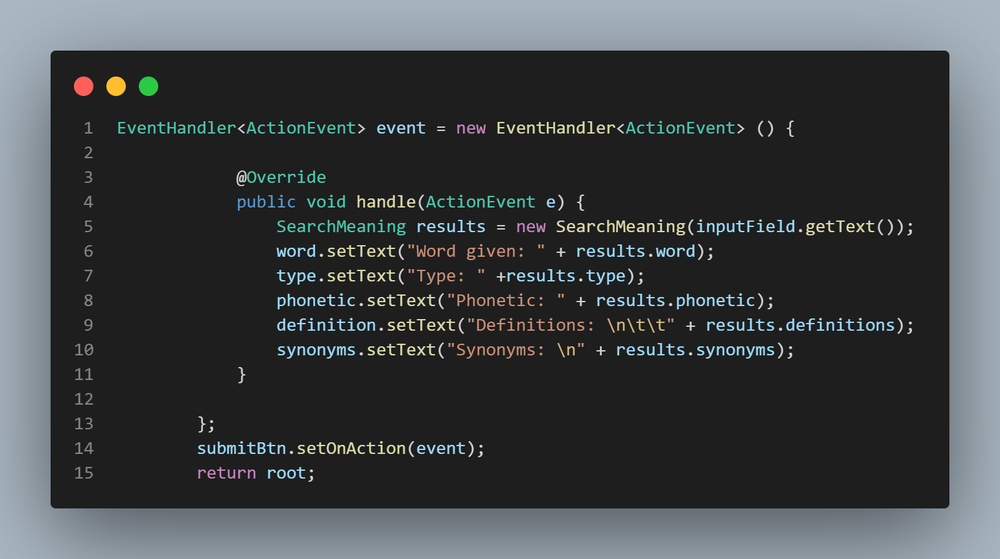 1 EventHandler<ActionEvent> event = new EventHandler<ActionEvent> () {
2
3 @Override
4 public void handle(ActionEvent e) {
5 SearchMeaning results = new SearchMeaning(inputField.getText());
6 word.setText("Word given: " + results.word);
7 type.setText("Type: " +results.type);
8 phonetic.setText("Phonetic: " + results.phonetic);
9 definition.setText("Definitions: \n\t\t" + results.definitions);
10 synonyms.setText("Synonyms: \n" + results.synonyms);
11 }
12
13 };
14 submitBtn.setOnAction(event);
15 return root;